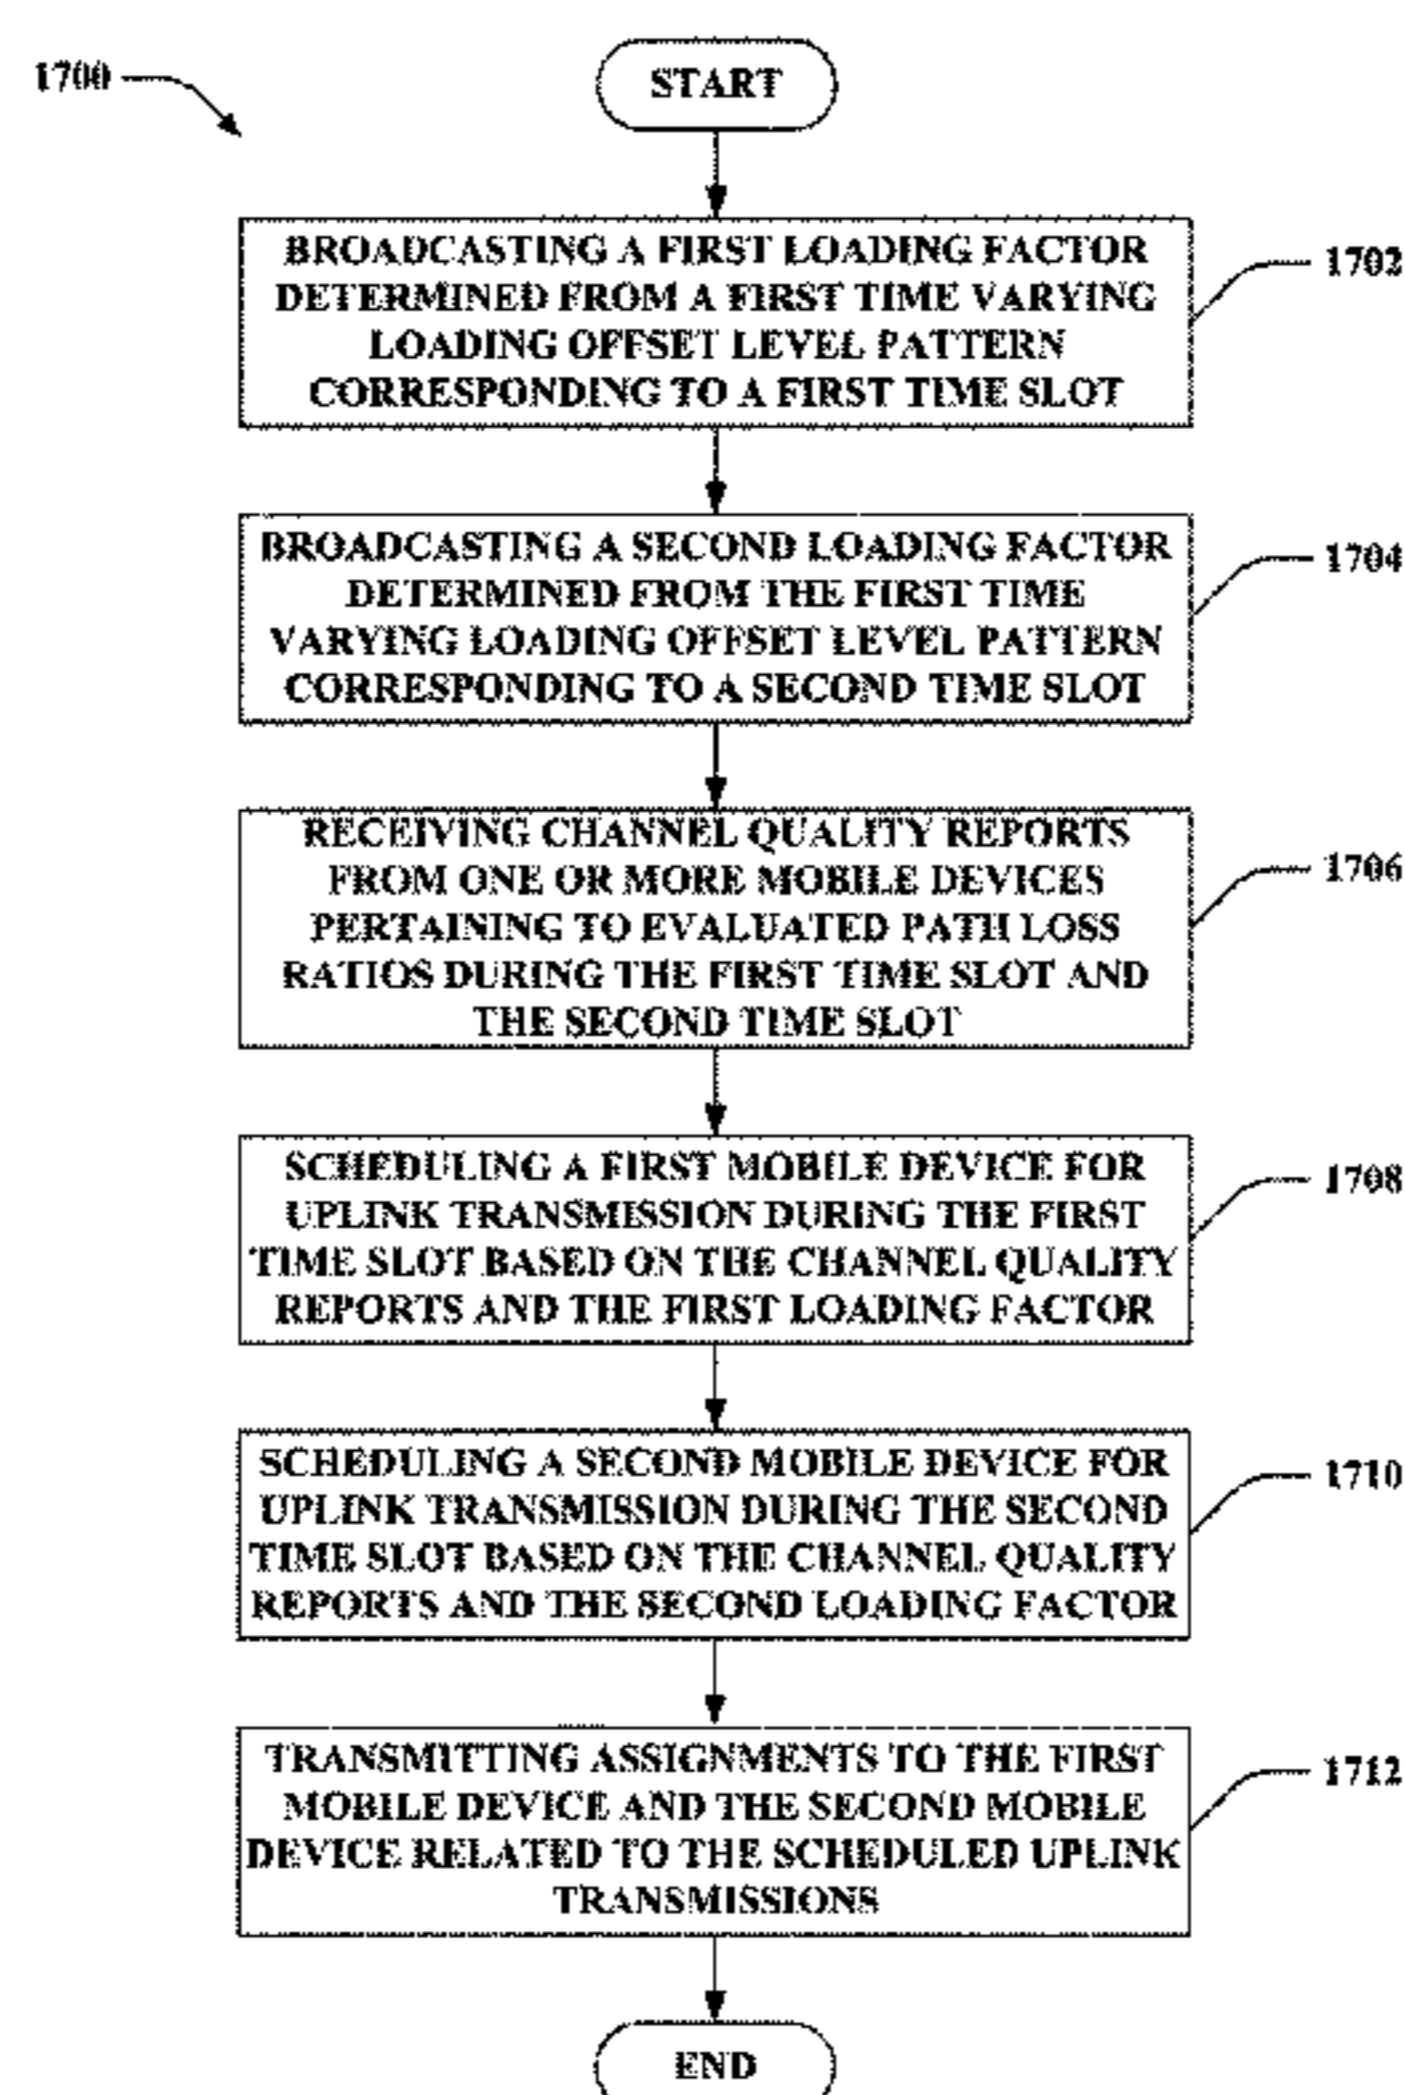 1700
START
BROADCASTING A FIRST LOADING FACTOR
DETERMINED FROM A FIRST TIME VARYING
LOADING OFFSET LEVEL PATTERN
CORRESPONDING TO A FIRST TIME SLOT
1702
BROADCASTING A SECOND LOADING FACTOR
DETERMINED FROM THE FIRST TIME
VARYING LOADING OFFSET LEVEL PATTERN
CORRESPONDING TO A SECOND TIME SLOT
1704
RECEIVING CHANNEL QUALITY REPORTS
FROM ONE OR MORE MOBILE DEVICES
PERTAINING TO EVALUATED PATH LOSS
RATIOS DURING THE FIRST TIME SLOT AND
THE SECOND TIME SLOT
1706
SCHEDULING A FIRST MOBILE DEVICE FOR
UPLINK TRANSMISSION DURING THE FIRST
TIME SLOT BASED ON THE CHANNEL QUALITY
REPORTS AND THE FIRST LOADING FACTOR
1708
SCHEDULING A SECOND MOBILE DEVICE FOR
UPLINK TRANSMISSION DURING THE SECOND
TIME SLOT BASED ON THE CHANNEL QUALITY
REPORTS AND THE SECOND LOADING FACTOR
1710
TRANSMITTING ASSIGNMENTS TO THE FIRST
MOBILE DEVICE AND THE SECOND MOBILE
DEVICE RELATED TO THE SCHEDULED UPLINK
TRANSMISSIONS
1712
END